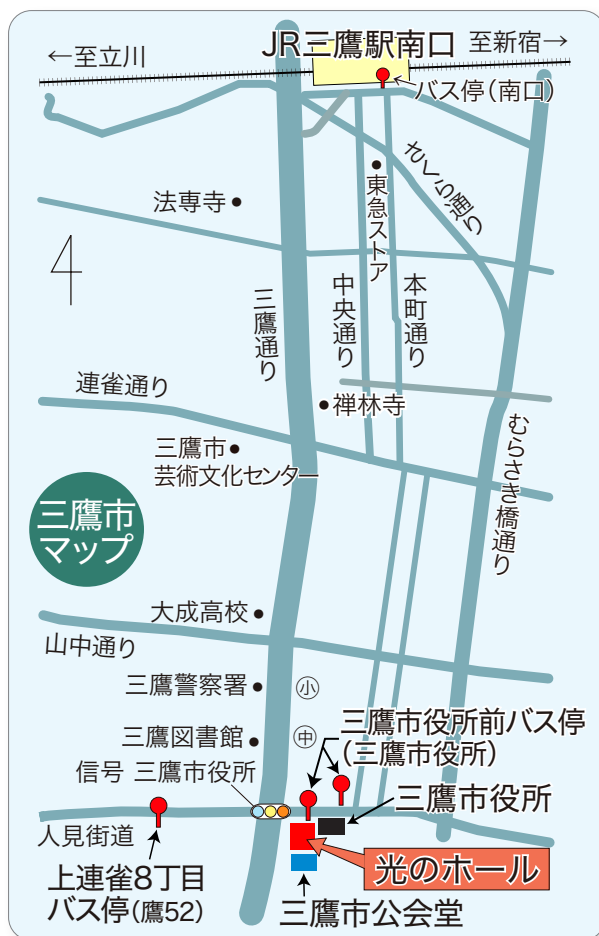 JR三鷹駅南口
←至立川
至新宿→
バス停(南口)
さくら通り
東急ストア
法専寺
三鷹通り
中央通り
本町通り
連雀通り
禅林寺
三鷹市
芸術文化センター
むらさき橋通り
三鷹市
マップ
大成高校
山中通り
三鷹警察署
小
三鷹図書館
中
三鷹市役所前バス停
(三鷹市役所)
信号 三鷹市役所
三鷹市役所
人見街道
光のホール
上連雀8丁目
バス停(鷹52)
三鷹市公会堂